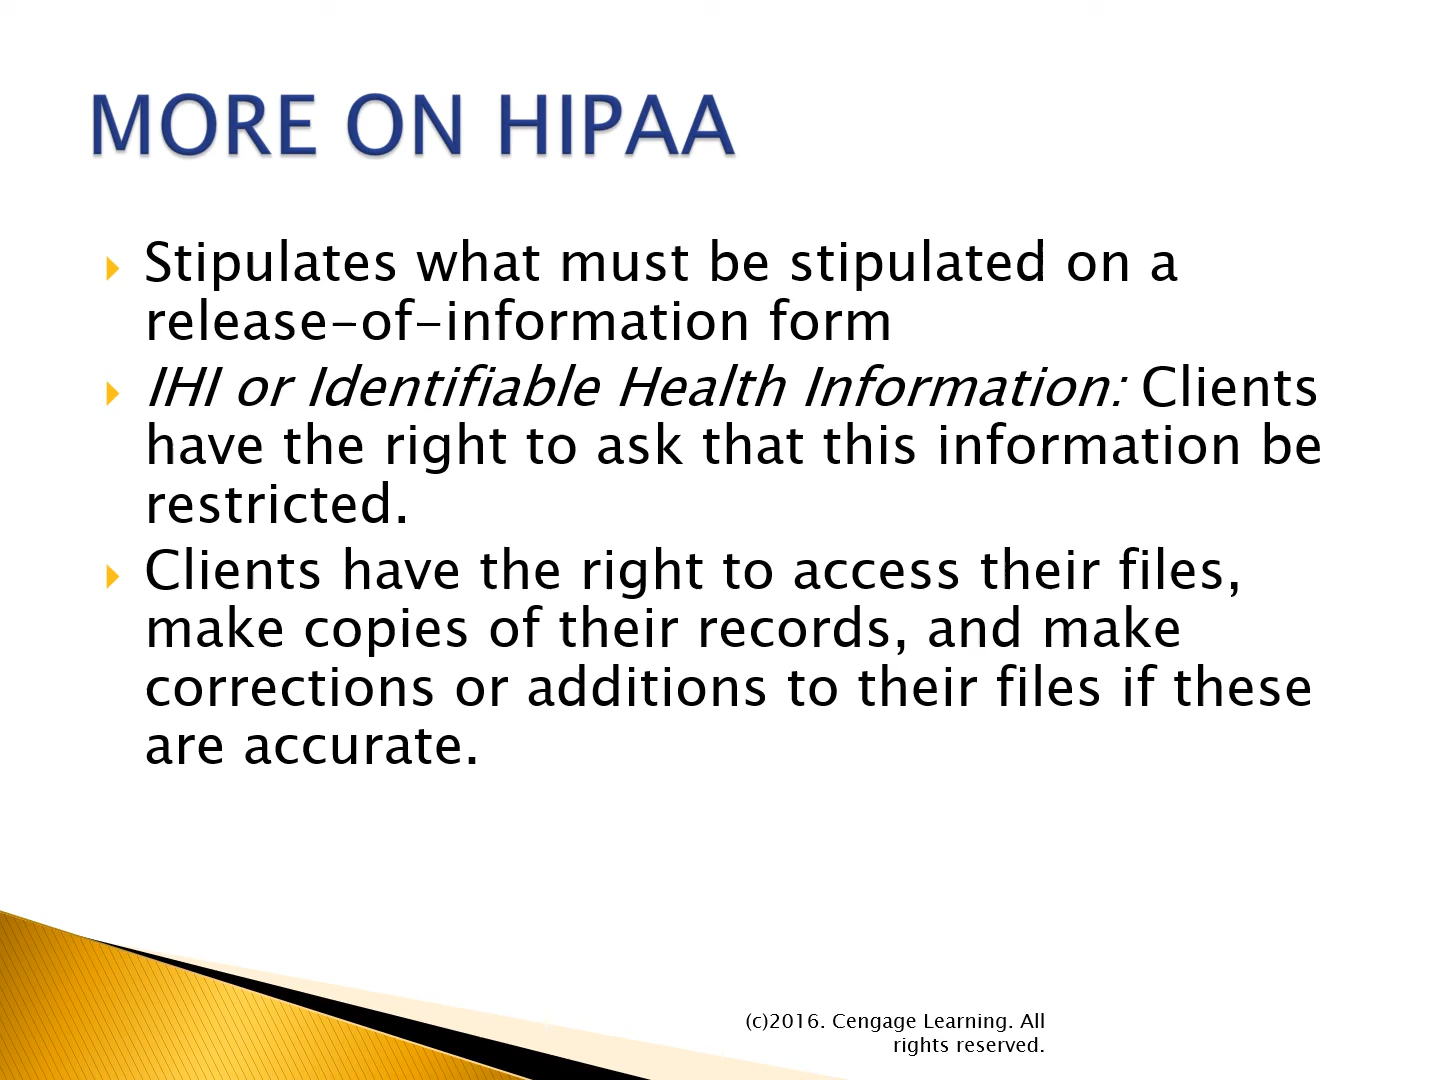 MORE ON HIPAA
Stipulates what must be stipulated on a
release-of-information form
IHI or Identifiable Health Information: Clients
have the right to ask that this information be
restricted.
Clients have the right to access their files,
make copies of their records, and make
corrections or additions to their files if these
are accurate.
(c)2016. Cengage Learning. All
rights reserved.